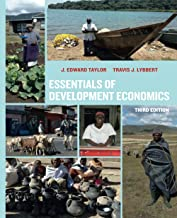 J. EDWARD TAYLOR TRAVIS J. LYBBERT
ESSENTIALS OF
DEVELOPMENT ECONOMICS
THIRD EDITION